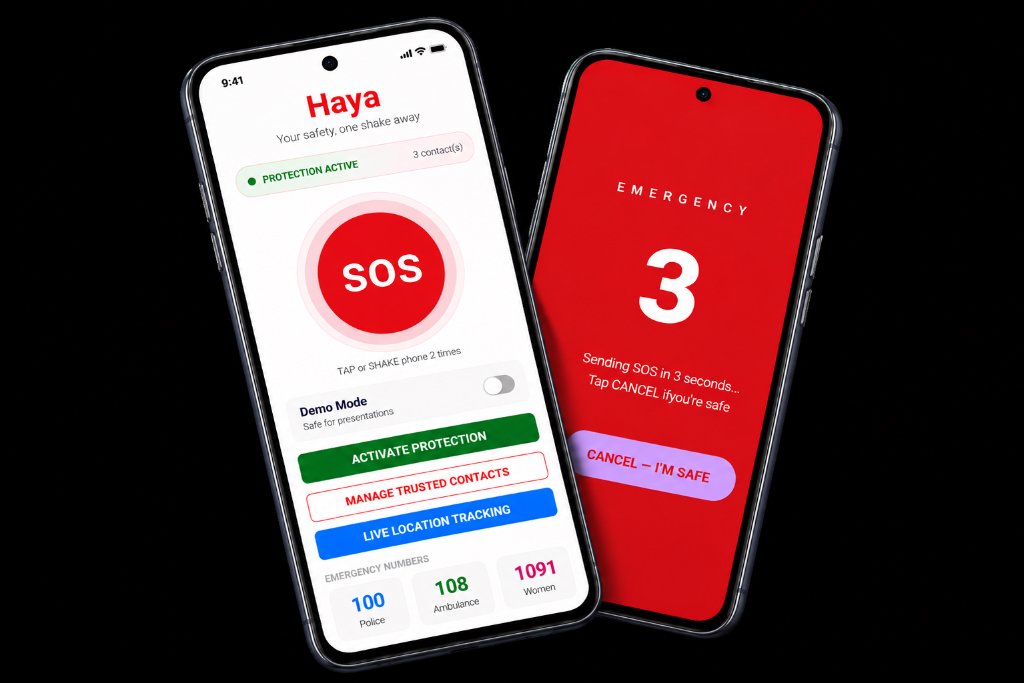 9:41
Haya
Your safety, one shake away
PROTECTION ACTIVE 3 contact(s)
SOS
TAP or SHAKE phone 2 times
Demo Mode
Safe for presentations
ACTIVATE PROTECTION
MANAGE TRUSTED CONTACTS
LIVE LOCATION TRACKING
EMERGENCY NUMBERS
100 108 1091
Police Ambulance Women
EMERGENCY
3
Sending SOS in 3 seconds...
Tap CANCEL ifyou're safe
CANCEL — I'M SAFE